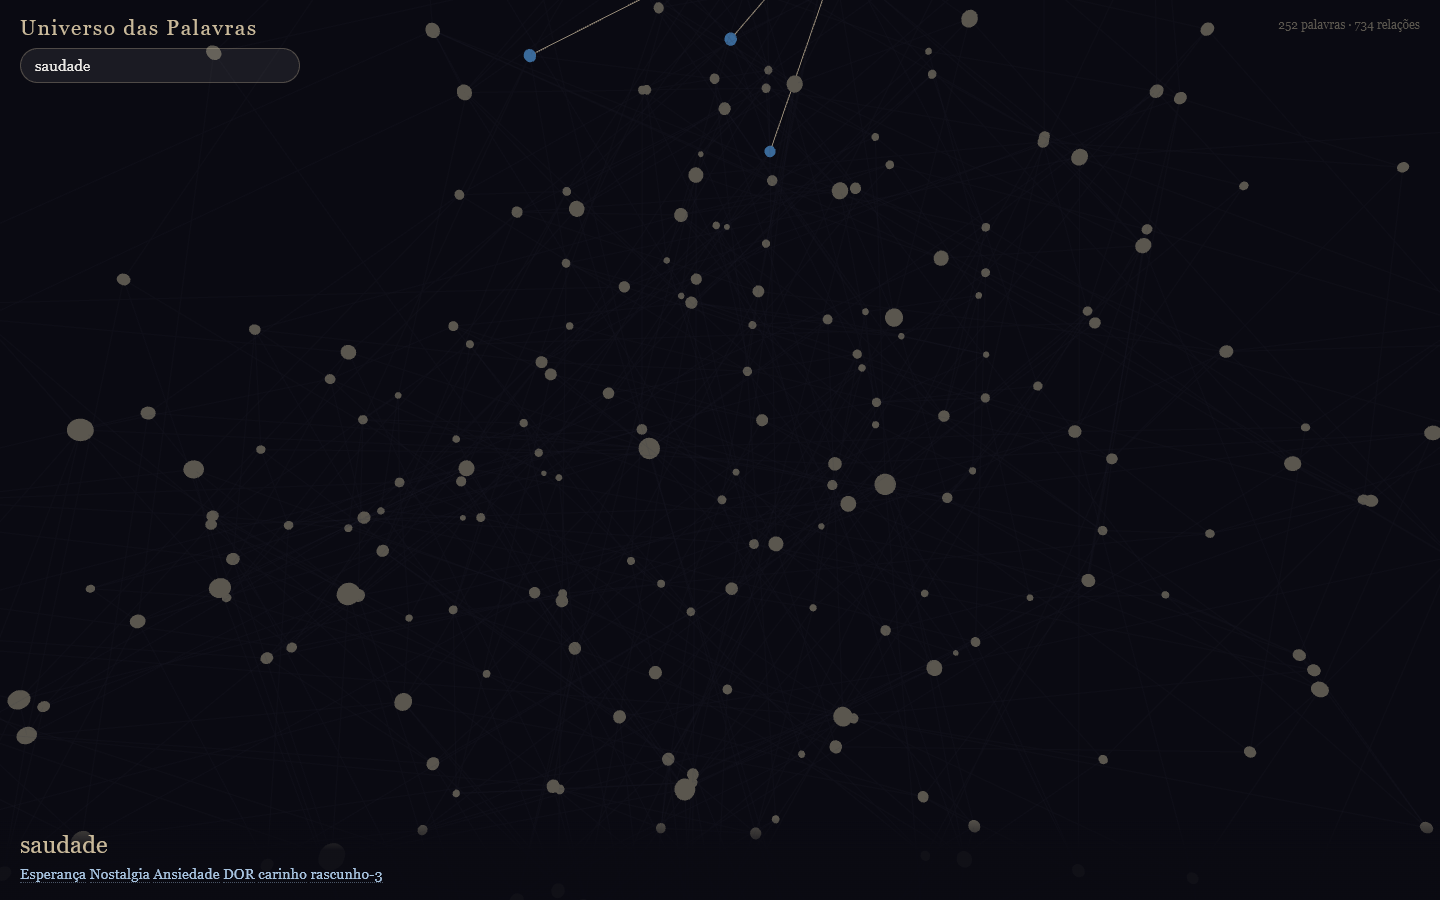 Universo das Palavras
252 palavras · 734 relações
saudade
saudade
Esperança Nostalgia Ansiedade DOR carinho rascunho-3